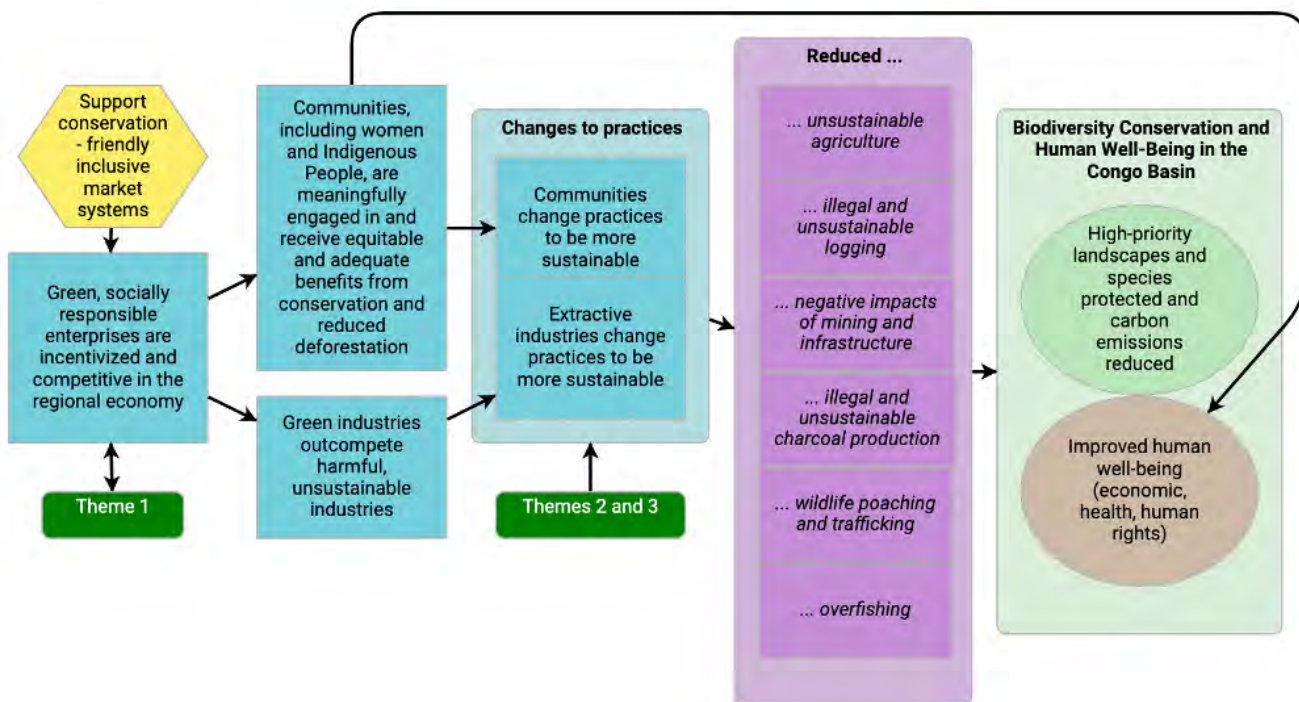 Support
conservation
- friendly
inclusive
market
systems
Green, socially
responsible
enterprises are
incentivized and
competitive in the
regional economy
Theme 1
Communities,
including women
and Indigenous
People, are
meaningfully
engaged in and
receive equitable
and adequate
benefits from
conservation and
reduced
deforestation
Green industries
outcompete
harmful,
unsustainable
industries
Changes to practices
Communities
change practices
to be more
sustainable
Extractive
industries change
practices to be
more sustainable
Themes 2 and 3
Reduced ...
... unsustainable
agriculture
... illegal and
unsustainable
logging
... negative impacts
of mining and
infrastructure
... illegal and
unsustainable
charcoal production
... wildlife poaching
and trafficking
... overfishing
Biodiversity Conservation and
Human Well-Being in the
Congo Basin
High-priority
landscapes and
species
protected and
carbon
emissions
reduced
Improved human
well-being
(economic,
health, human
rights)